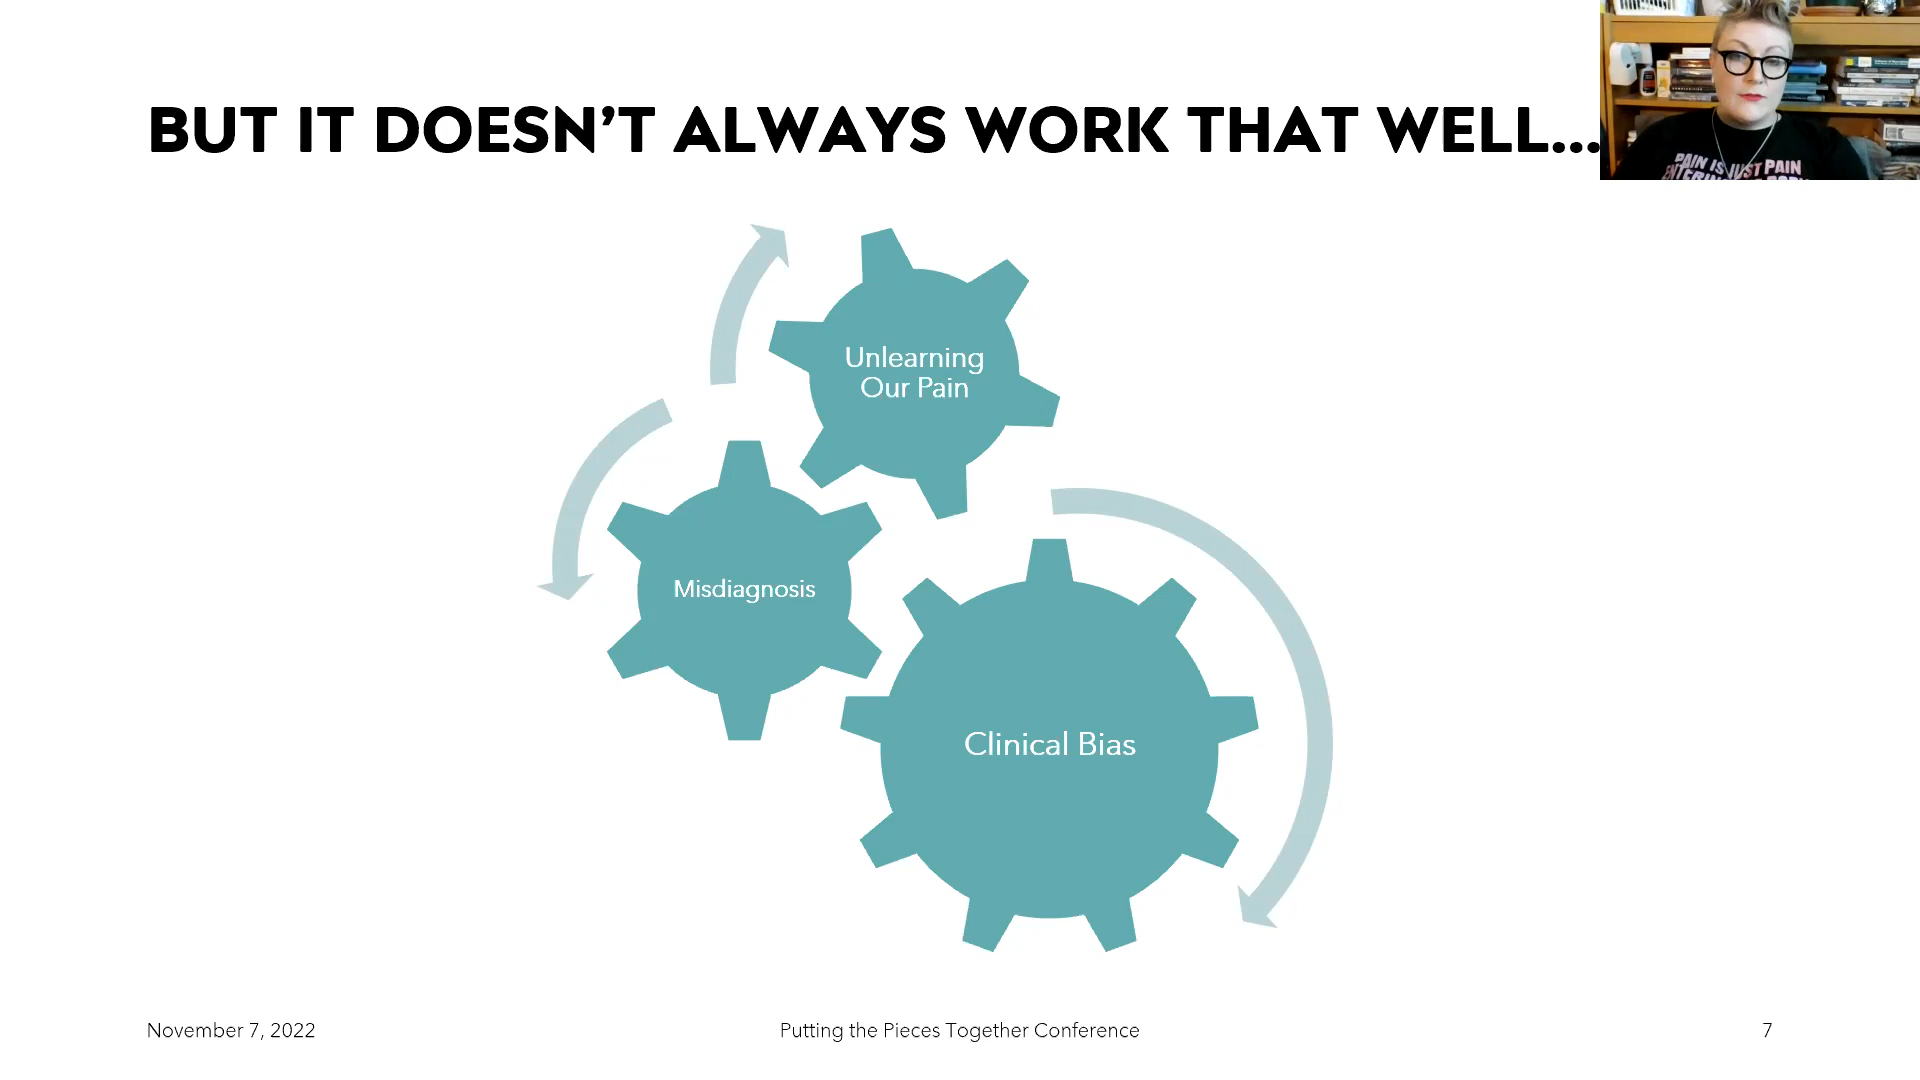 BUT IT DOESN’T ALWAYS WORK THAT WELL...
PAIN IS JUST PAIN
Unlearning
Our Pain
Misdiagnosis
Clinical Bias
November 7, 2022
Putting the Pieces Together Conference
7